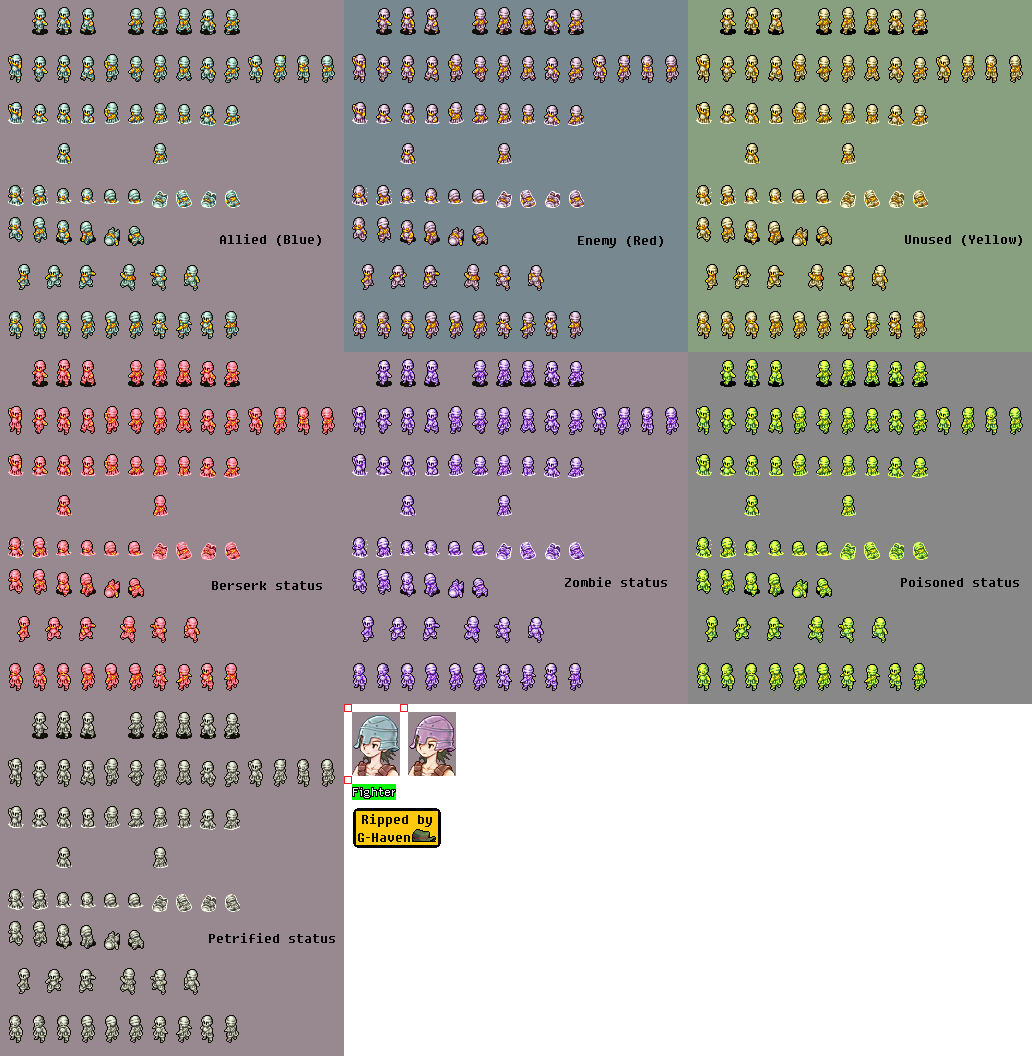 Allied (Blue)
Enemy (Red)
Unused (Yellow)
Berserk status
Zombie status
Poisoned status
Petrified status
Fighter
Ripped by
G-Haven